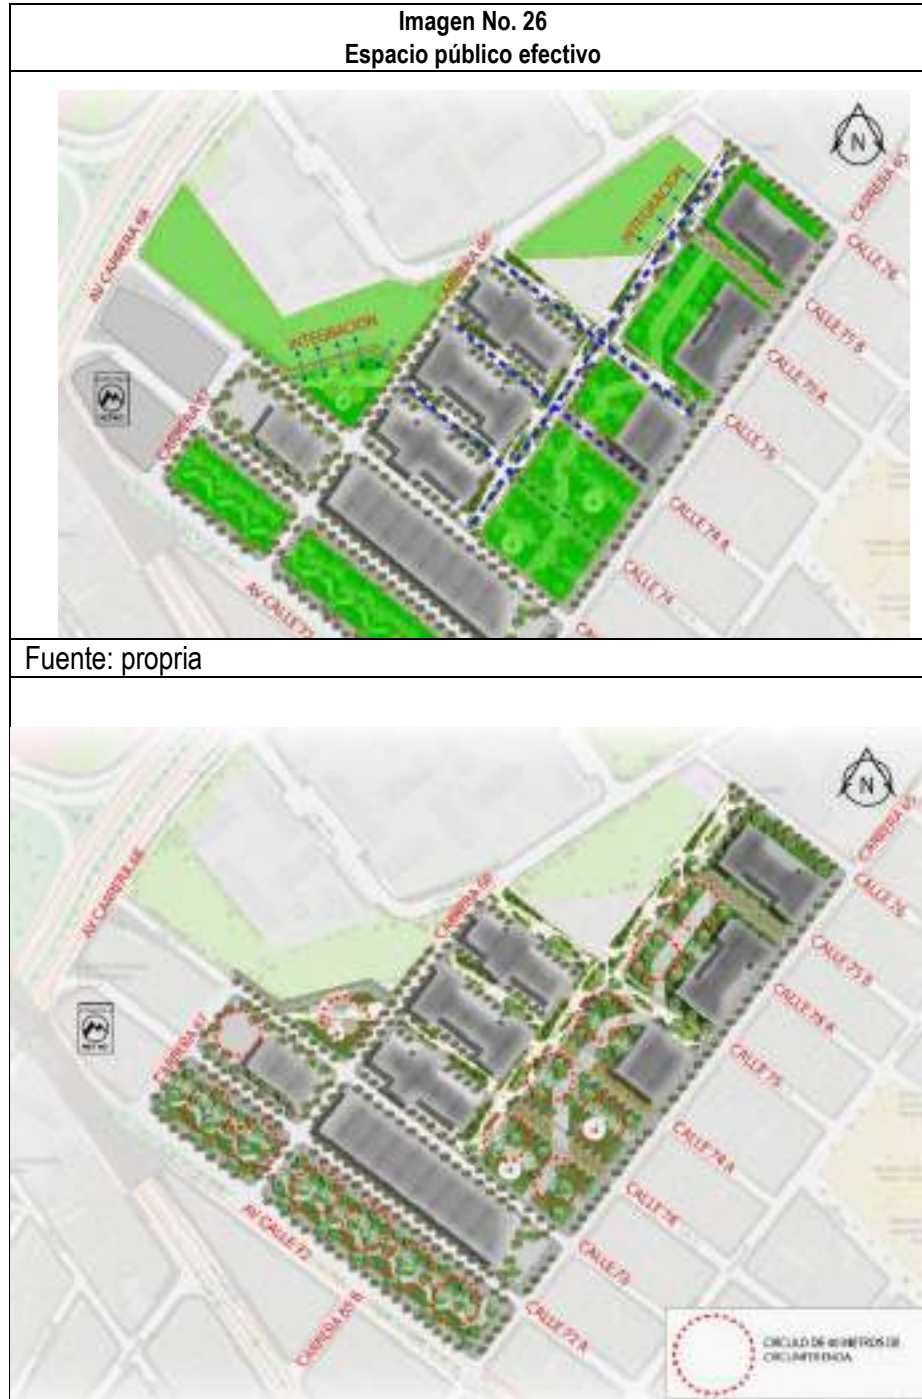 Imagen No. 26
Espacio público efectivo
N
AV CARRERA 68
CARRERA 66
INTEGRACION
INTEGRACION
CARRERA 65
CALLE 76
CALLE 75 B
CALLE 75 A
CALLE 75
CALLE 74 A
CALLE 74
CARRERA 67
AV CALLE 72
Fuente: propria
N
AV CARRERA 68
CARRERA 66
CARRERA 65
CALLE 76
CALLE 75 B
CALLE 75 A
CALLE 75
CALLE 74 A
CALLE 74
CALLE 73
CALLE 72 A
CARRERA 67
METRO
AV CALLE 72
CARRERA 66 B
CIRCULO DE 40 METROS DE
CIRCUNFERENCIA